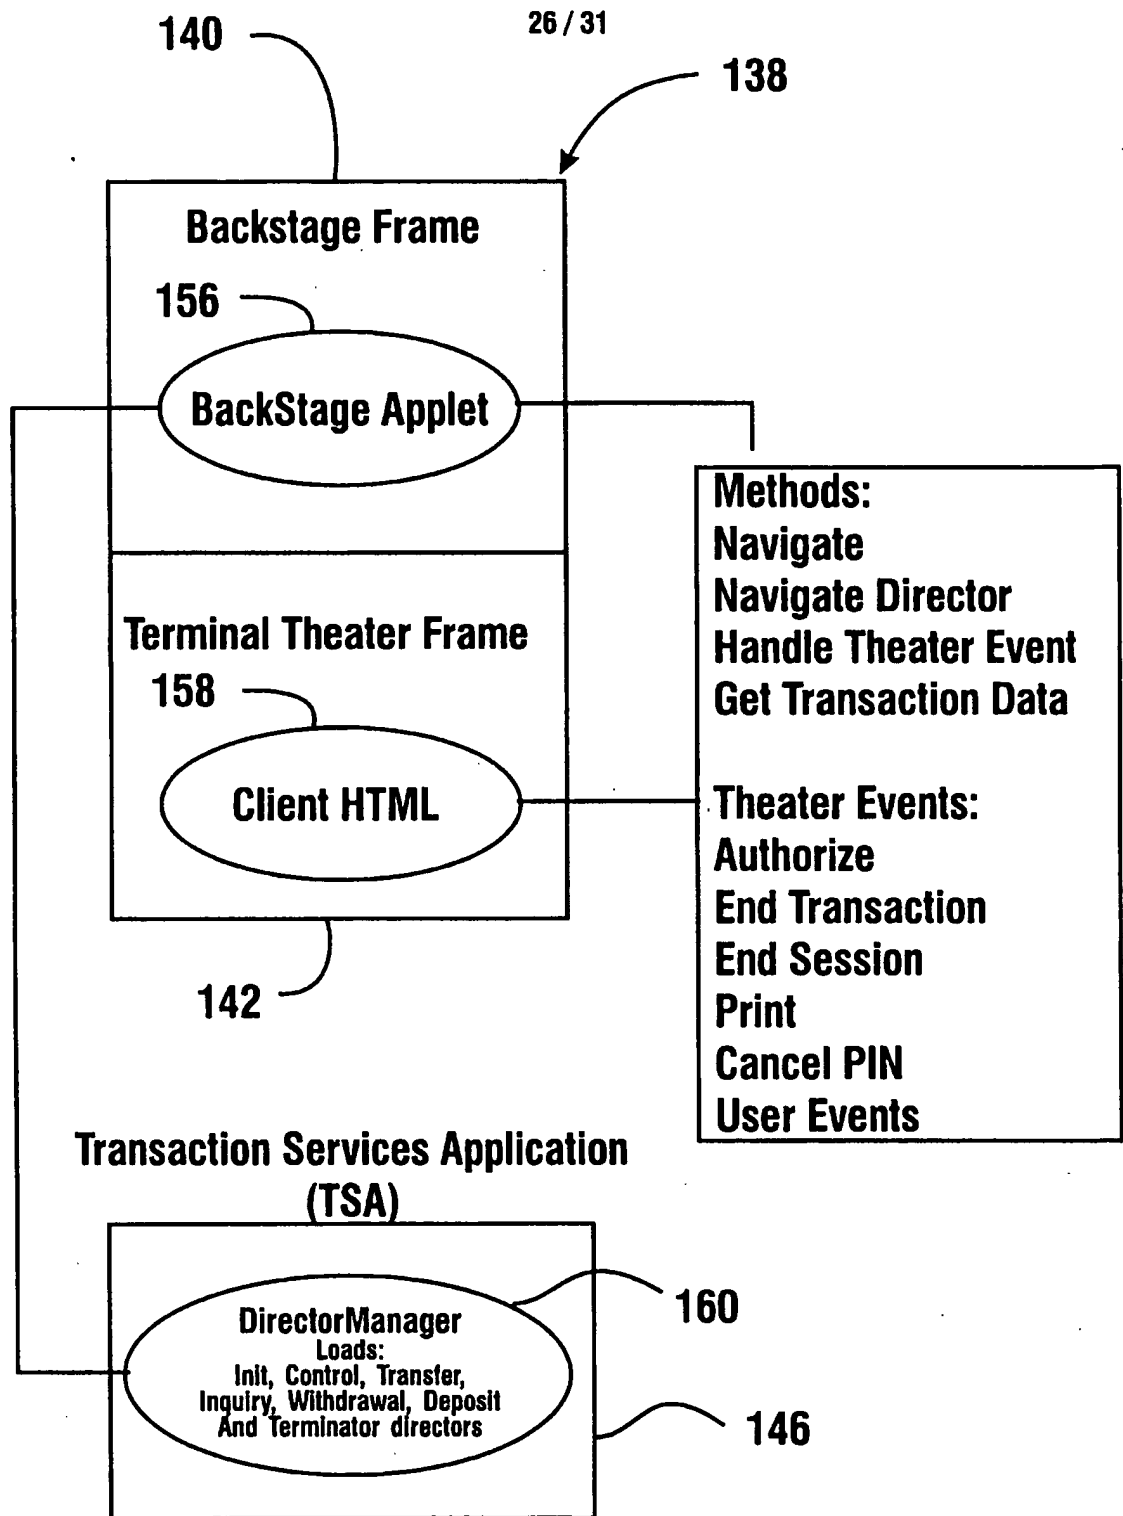 26 / 31
140
138
Backstage Frame
156
BackStage Applet
Methods:
Navigate
Navigate Director
Handle Theater Event
Get Transaction Data
Theater Events:
Authorize
End Transaction
End Session
Print
Cancel PIN
User Events
Terminal Theater Frame
158
Client HTML
142
Transaction Services Application
(TSA)
DirectorManager
Loads:
Init, Control, Transfer,
Inquiry, Withdrawal, Deposit
And Terminator directors
160
146